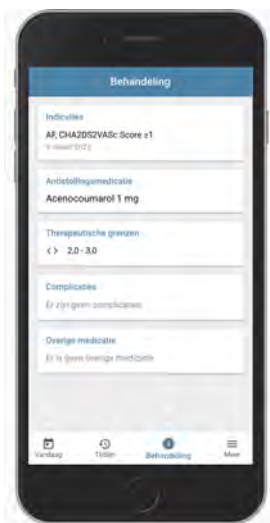 Behandeling
Indicaties
AF, CHA2DS2VASc Score ≥1
Antistollingsmedicatie
Acenocoumarol 1 mg
Therapeutische grenzen
<> 2,0 - 3,0
Complicaties
Er zijn geen complicaties
Overige medicatie
Er is geen overige medicatie
Vandaag
Tijdlijn
Behandeling
Meer